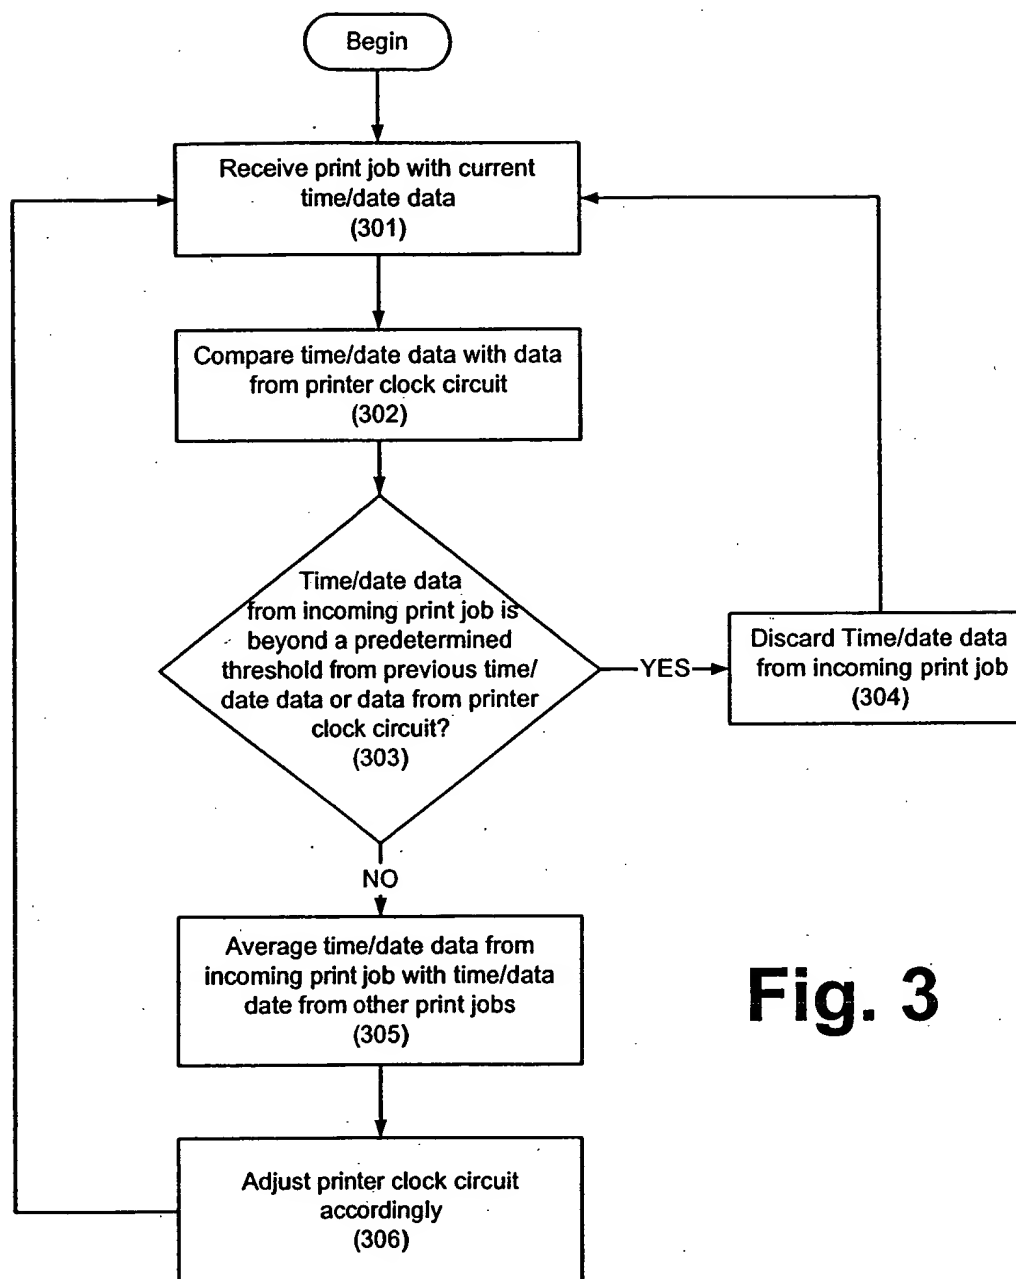 Begin
Receive print job with current
time/date data
(301)
Compare time/date data with data
from printer clock circuit
(302)
Time/date data
from incoming print job is
beyond a predetermined
threshold from previous time/
date data or data from printer
clock circuit?
(303)
YES
Discard Time/date data
from incoming print job
(304)
NO
Average time/date data from
incoming print job with time/data
date from other print jobs
(305)
Adjust printer clock circuit
accordingly
(306)
Fig. 3